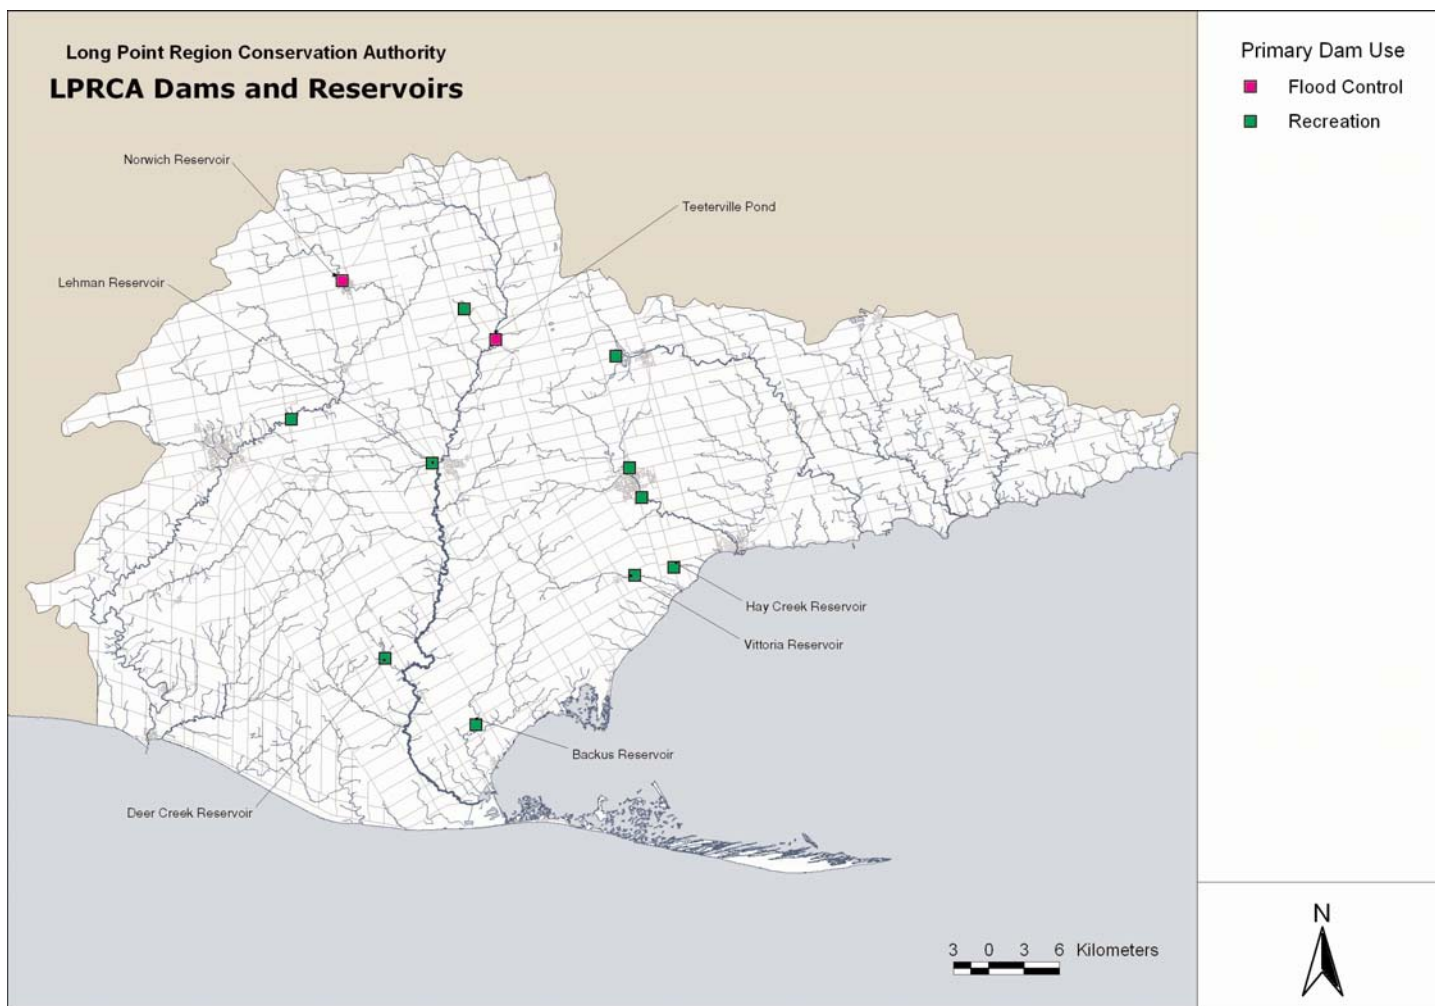 Long Point Region Conservation Authority
LPRCA Dams and Reservoirs
Primary Dam Use
Flood Control
Recreation
Norwich Reservoir
Teeterville Pond
Lehman Reservoir
Hay Creek Reservoir
Vittoria Reservoir
Backus Reservoir
Deer Creek Reservoir
N
3 0 3 6 Kilometers